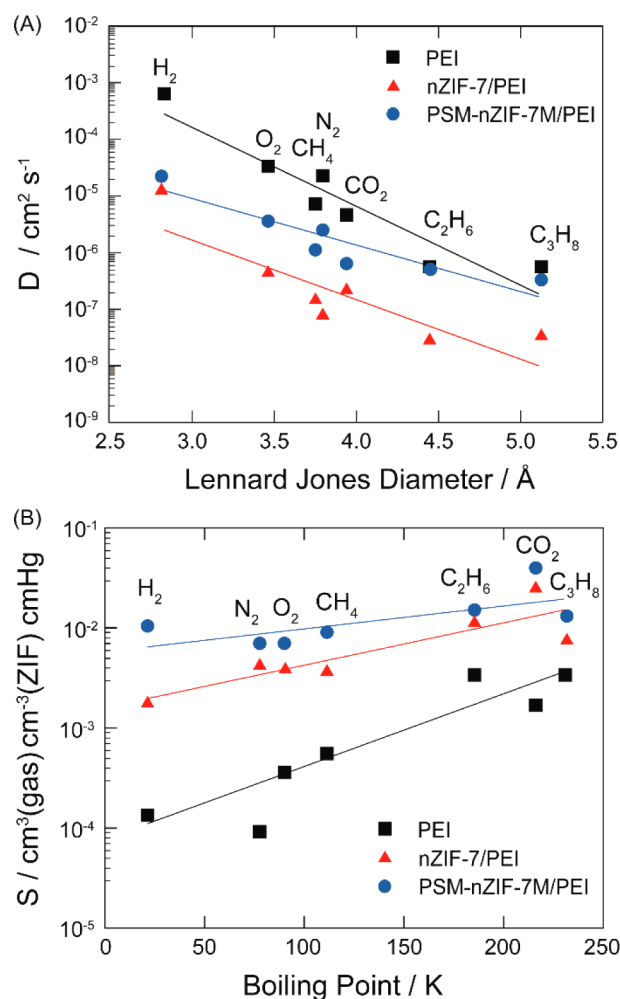 (A)
PEI
nZIF-7/PEI
PSM-nZIF-7M/PEI
H₂
O₂
CH₄
N₂
CO₂
C₂H₆
C₃H₈
10⁻³
10⁻⁴
10⁻⁵
10⁻⁶
10⁻⁷
10⁻⁸
10⁻⁹
D / cm² s⁻¹
2.5 3.0 3.5 4.0 4.5 5.0 5.5
Lennard Jones Diameter / Å
(B)
10⁻¹
10⁻²
10⁻³
10⁻⁴
10⁻⁵
S / cm³(gas) cm⁻³(ZIF) cmHg
H₂
N₂
O₂
CH₄
C₂H₆
CO₂
C₃H₈
PEI
nZIF-7/PEI
PSM-nZIF-7M/PEI
0 50 100 150 200 250
Boiling Point / K